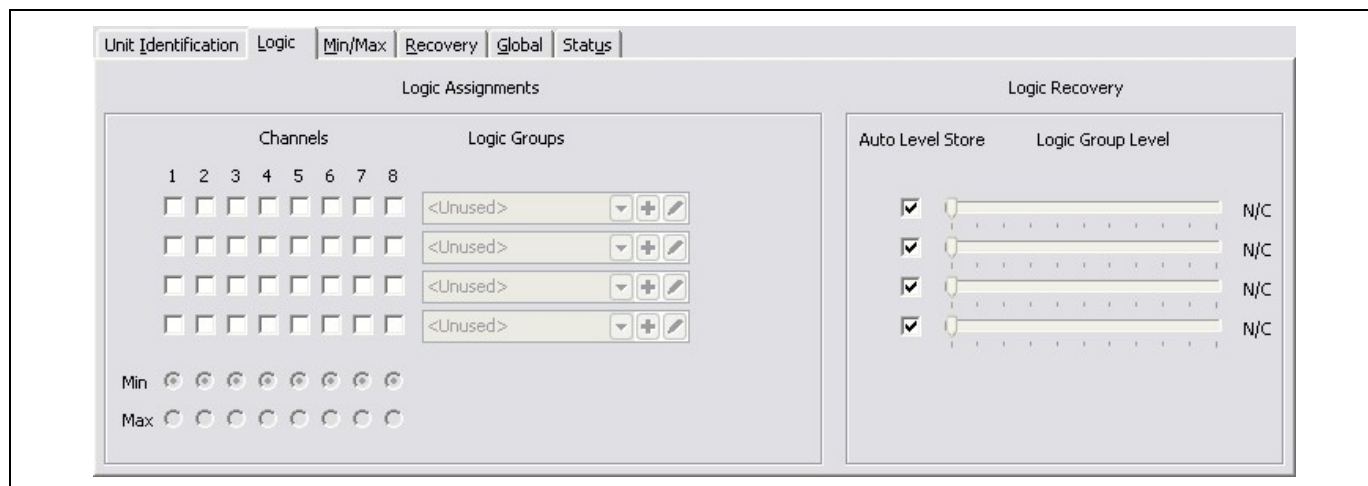 Unit Identification Logic Min/Max Recovery Global Status
Logic Assignments
Channels Logic Groups
1 2 3 4 5 6 7 8
<Unused>
<Unused>
<Unused>
<Unused>
Min
Max
Logic Recovery
Auto Level Store Logic Group Level
N/C
N/C
N/C
N/C